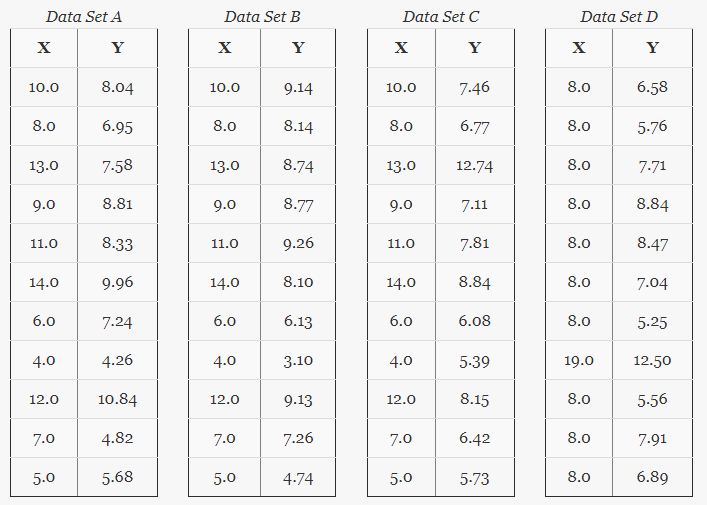 Data Set A Data Set B Data Set C Data Set D
X Y X Y X Y X Y
10.0 8.04 10.0 9.14 10.0 7.46 8.0 6.58
8.0 6.95 8.0 8.14 8.0 6.77 8.0 5.76
13.0 7.58 13.0 8.74 13.0 12.74 8.0 7.71
9.0 8.81 9.0 8.77 9.0 7.11 8.0 8.84
11.0 8.33 11.0 9.26 11.0 7.81 8.0 8.47
14.0 9.96 14.0 8.10 14.0 8.84 8.0 7.04
6.0 7.24 6.0 6.13 6.0 6.08 8.0 5.25
4.0 4.26 4.0 3.10 4.0 5.39 19.0 12.50
12.0 10.84 12.0 9.13 12.0 8.15 8.0 5.56
7.0 4.82 7.0 7.26 7.0 6.42 8.0 7.91
5.0 5.68 5.0 4.74 5.0 5.73 8.0 6.89